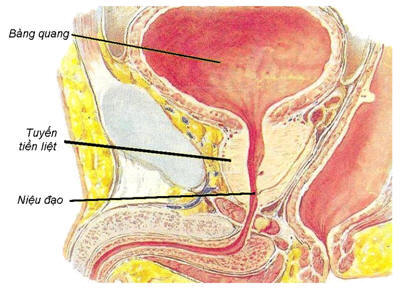 Bàng quang
Tuyến
tiền liệt
Niệu đạo